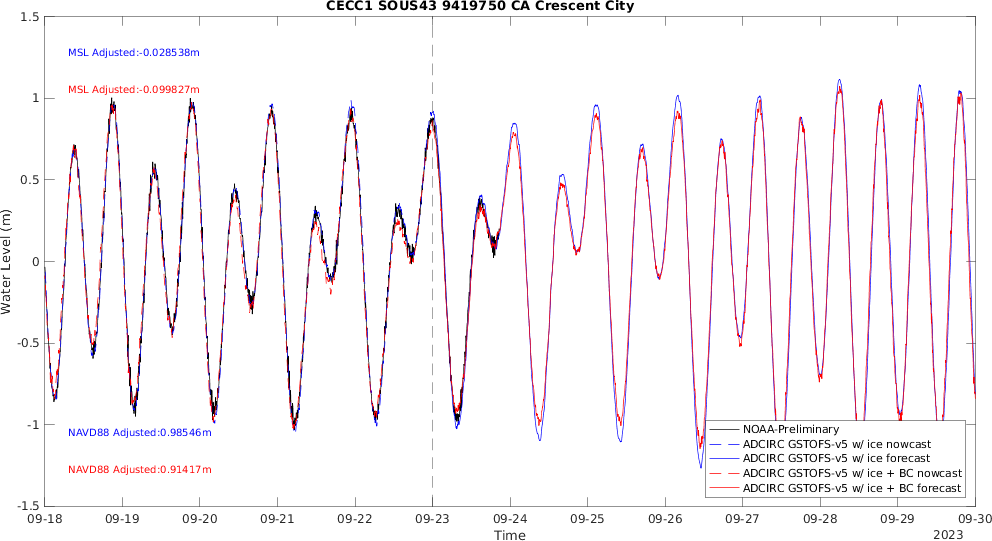 CECC1 SOUS43 9419750 CA Crescent City
1.5
1
0.5
0
-0.5
-1
-1.5
Water Level (m)
MSL Adjusted:-0.028538m
MSL Adjusted:-0.099827m
NAVD88 Adjusted:0.98546m
NAVD88 Adjusted:0.91417m
NOAA-Preliminary
ADCIRC GSTOFS-v5 w/ ice nowcast
ADCIRC GSTOFS-v5 w/ ice forecast
ADCIRC GSTOFS-v5 w/ ice + BC nowcast
ADCIRC GSTOFS-v5 w/ ice + BC forecast
09-18 09-19 09-20 09-21 09-22 09-23 09-24 09-25 09-26 09-27 09-28 09-29 09-30
Time
2023